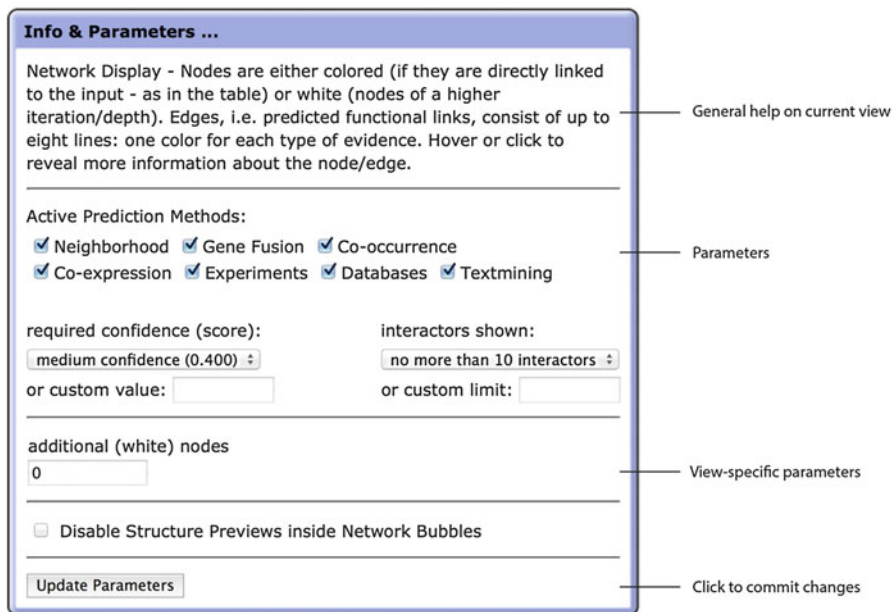 Info & Parameters ...
Network Display - Nodes are either colored (if they are directly linked
to the input - as in the table) or white (nodes of a higher
iteration/depth). Edges, i.e. predicted functional links, consist of up to
eight lines: one color for each type of evidence. Hover or click to
reveal more information about the node/edge.
General help on current view
Active Prediction Methods:
Neighborhood Gene Fusion Co-occurrence
Parameters
Co-expression Experiments Databases Textmining
required confidence (score): interactors shown:
medium confidence (0.400) no more than 10 interactors
or custom value: or custom limit:
additional (white) nodes
0
View-specific parameters
Disable Structure Previews inside Network Bubbles
Update Parameters
Click to commit changes